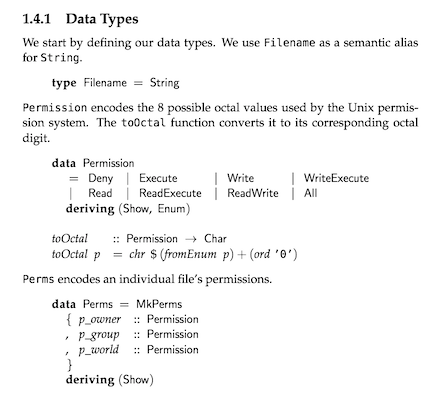 1.4.1 Data Types
We start by defining our data types. We use Filename as a semantic alias
for String.
type Filename = String
Permission encodes the 8 possible octal values used by the Unix permis-
sion system. The toOctal function converts it to its corresponding octal
digit.
data Permission
= Deny | Execute | Write | WriteExecute
| Read | ReadExecute | ReadWrite | All
deriving (Show, Enum)
toOctal :: Permission → Char
toOctal p = chr $ (fromEnum p) + (ord '0')
Perms encodes an individual file's permissions.
data Perms = MkPerms
{ p_owner :: Permission
, p_group :: Permission
, p_world :: Permission
}
deriving (Show)